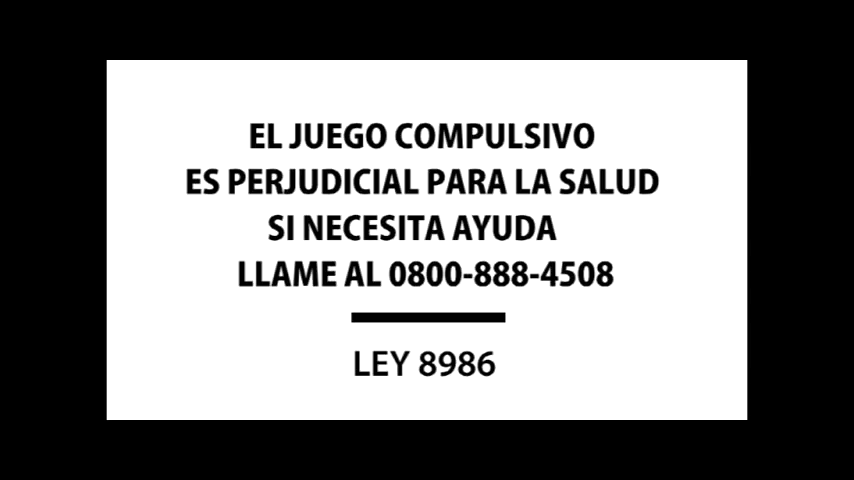 EL JUEGO COMPULSIVO
ES PERJUDICIAL PARA LA SALUD
SI NECESITA AYUDA
LLAME AL 0800-888-4508
LEY 8986